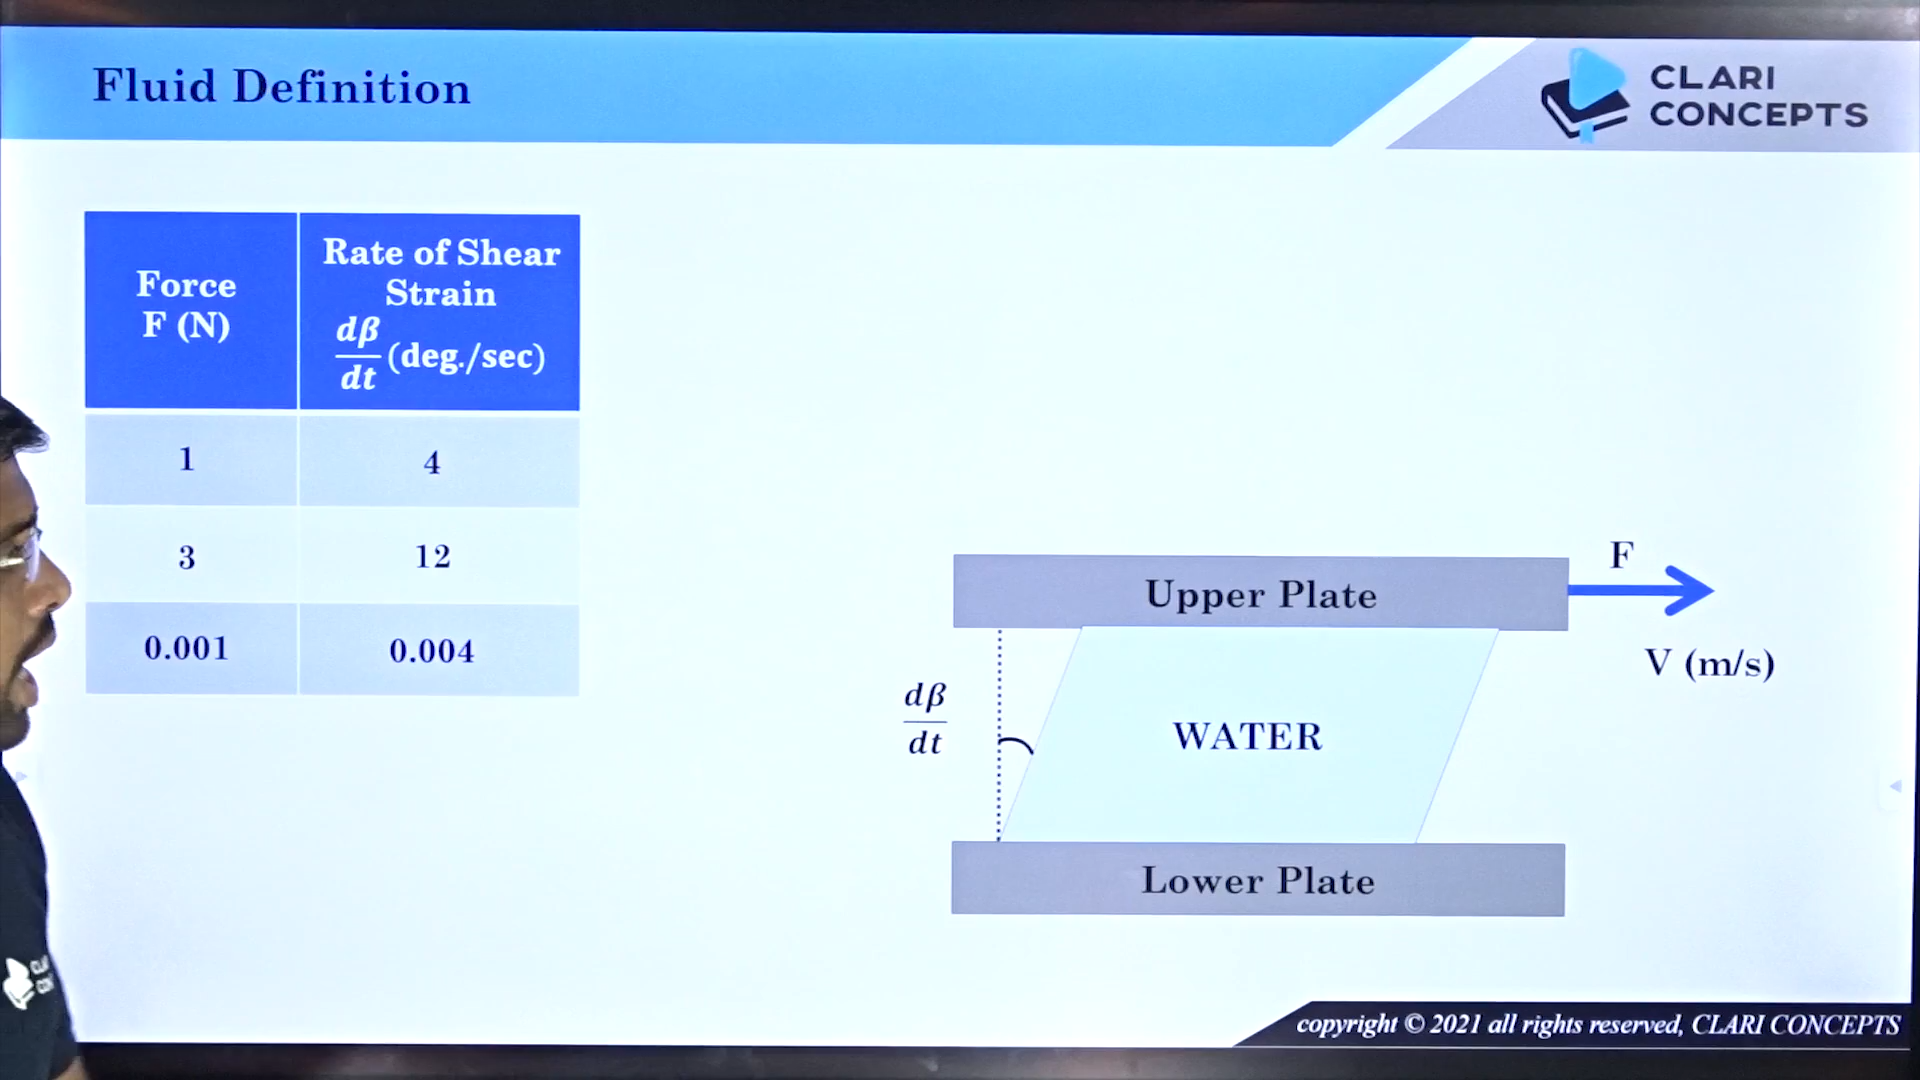 Fluid Definition
CLARI
CONCEPTS
Force
F (N)
Rate of Shear
Strain
dβ/dt (deg./sec)
1
4
3
12
0.001
0.004
F
Upper Plate
V (m/s)
dβ/dt
WATER
Lower Plate
copyright © 2021 all rights reserved, CLARI CONCEPTS